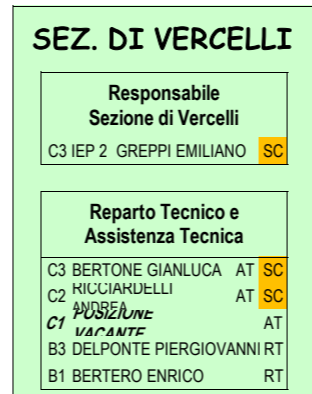 SEZ. DI VERCELLI
Responsabile
Sezione di Vercelli
C3 IEP 2 GREPPI EMILIANO SC
Reparto Tecnico e
Assistenza Tecnica
C3 BERTONE GIANLUCA AT SC
C2 RICCIARDELLI ANDREA AT SC
C1 POSIZIONE VACANTE AT
B3 DELPONTE PIERGIOVANNI RT
B1 BERTERO ENRICO RT